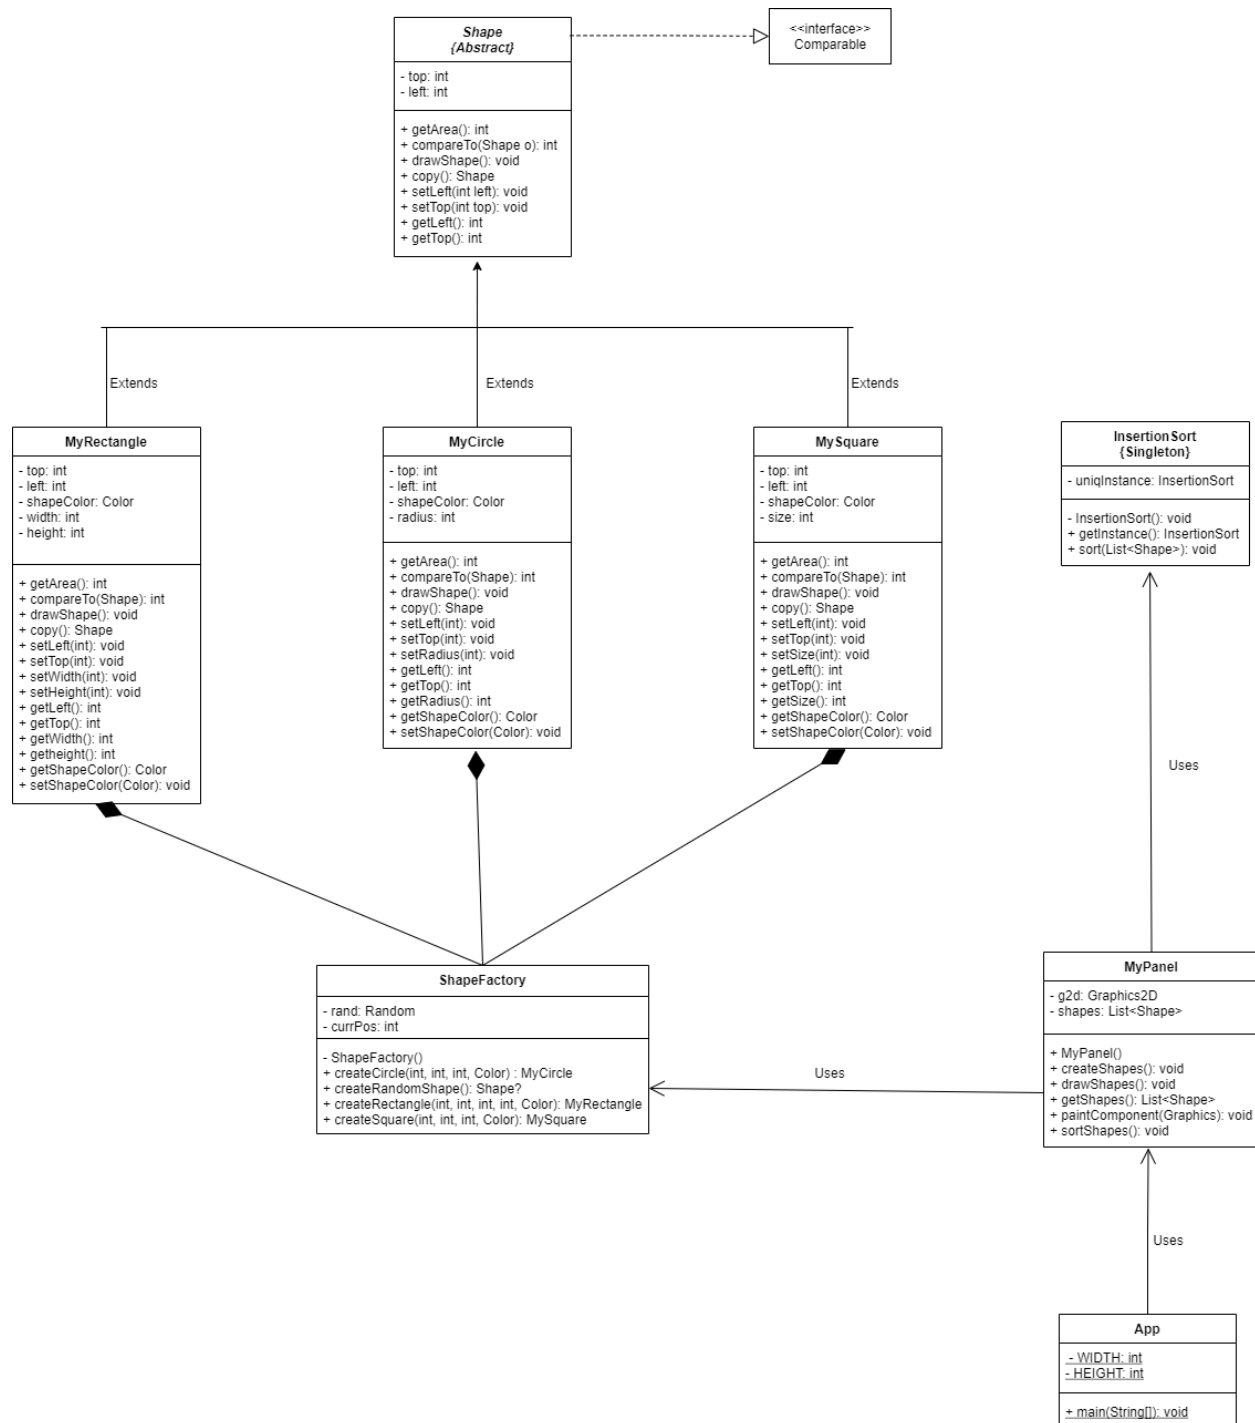 Shape
{Abstract}
- top: int
- left: int
+ getArea(): int
+ compareTo(Shape o): int
+ drawShape(): void
+ copy(): Shape
+ setLeft(int left): void
+ setTop(int top): void
+ getLeft(): int
+ getTop(): int
<<interface>>
Comparable
Extends
Extends
Extends
MyRectangle
- top: int
- left: int
- shapeColor: Color
- width: int
- height: int
+ getArea(): int
+ compareTo(Shape): int
+ drawShape(): void
+ copy(): Shape
+ setLeft(int): void
+ setTop(int): void
+ setWidth(int): void
+ setHeight(int): void
+ getLeft(): int
+ getTop(): int
+ getWidth(): int
+ getheight(): int
+ getShapeColor(): Color
+ setShapeColor(Color): void
MyCircle
- top: int
- left: int
- shapeColor: Color
- radius: int
+ getArea(): int
+ compareTo(Shape): int
+ drawShape(): void
+ copy(): Shape
+ setLeft(int): void
+ setTop(int): void
+ setRadius(int): void
+ getLeft(): int
+ getTop(): int
+ getRadius(): int
+ getShapeColor(): Color
+ setShapeColor(Color): void
MySquare
- top: int
- left: int
- shapeColor: Color
- size: int
+ getArea(): int
+ compareTo(Shape): int
+ drawShape(): void
+ copy(): Shape
+ setLeft(int): void
+ setTop(int): void
+ setSize(int): void
+ getLeft(): int
+ getTop(): int
+ getSize(): int
+ getShapeColor(): Color
+ setShapeColor(Color): void
InsertionSort
{Singleton}
- uniqInstance: InsertionSort
- InsertionSort(): void
+ getInstance(): InsertionSort
+ sort(List<Shape>): void
Uses
ShapeFactory
- rand: Random
- currPos: int
- ShapeFactory()
+ createCircle(int, int, int, Color) : MyCircle
+ createRandomShape(): Shape?
+ createRectangle(int, int, int, int, Color): MyRectangle
+ createSquare(int, int, int, Color): MySquare
Uses
MyPanel
- g2d: Graphics2D
- shapes: List<Shape>
+ MyPanel()
+ createShapes(): void
+ drawShapes(): void
+ getShapes(): List<Shape>
+ paintComponent(Graphics): void
+ sortShapes(): void
Uses
App
- WIDTH: int
- HEIGHT: int
+ main(String[]): void